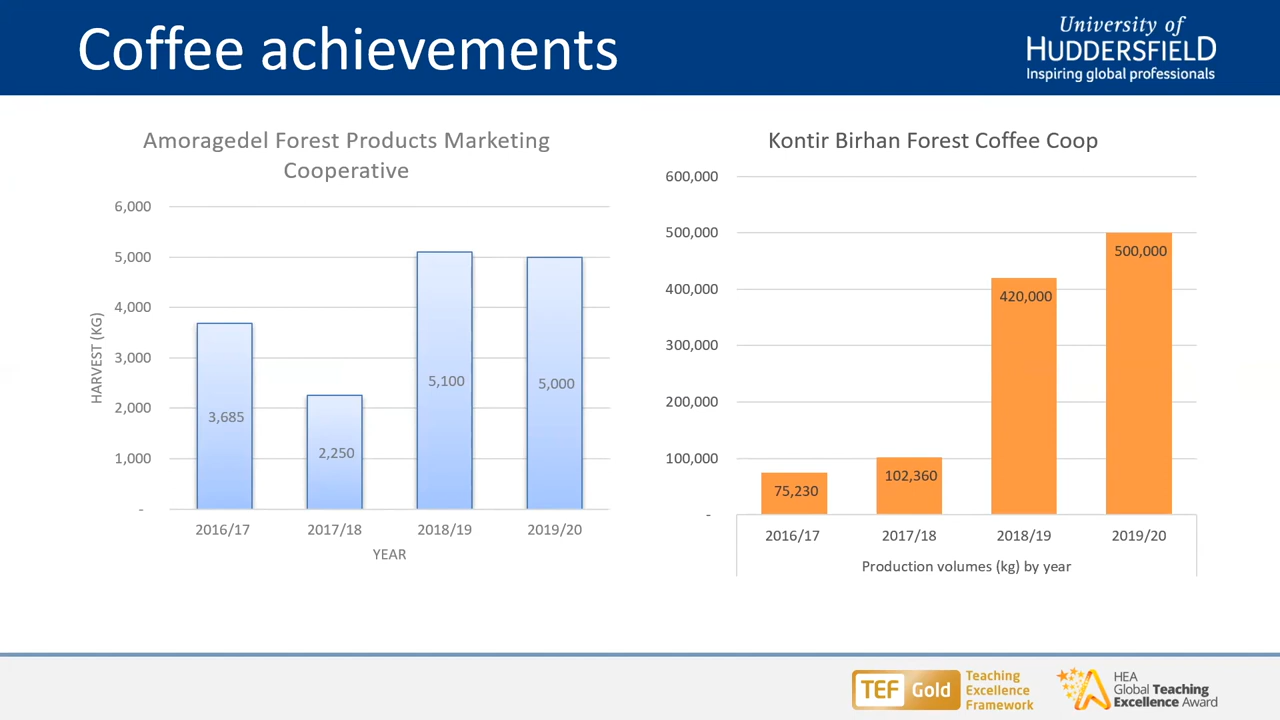 Coffee achievements
University of
HUDDERSFIELD
Inspiring global professionals
Amoragedel Forest Products Marketing
Cooperative
6,000
5,000
4,000
3,000
2,000
1,000
-
HARVEST (KG)
3,685
2,250
5,100
5,000
2016/17
2017/18
2018/19
2019/20
YEAR
Kontir Birhan Forest Coffee Coop
600,000
500,000
400,000
300,000
200,000
100,000
-
75,230
102,360
420,000
500,000
2016/17
2017/18
2018/19
2019/20
Production volumes (kg) by year
TEF Gold
Teaching
Excellence
Framework
HEA
Global Teaching
Excellence Award